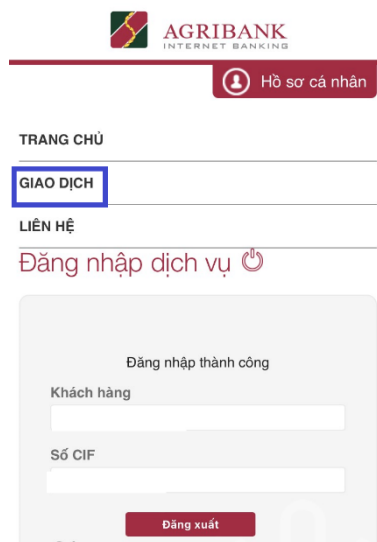 AGRIBANK
INTERNET BANKING
Hồ sơ cá nhân
TRANG CHỦ
GIAO DỊCH
LIÊN HỆ
Đăng nhập dịch vụ
Đăng nhập thành công
Khách hàng
Số CIF
Đăng xuất